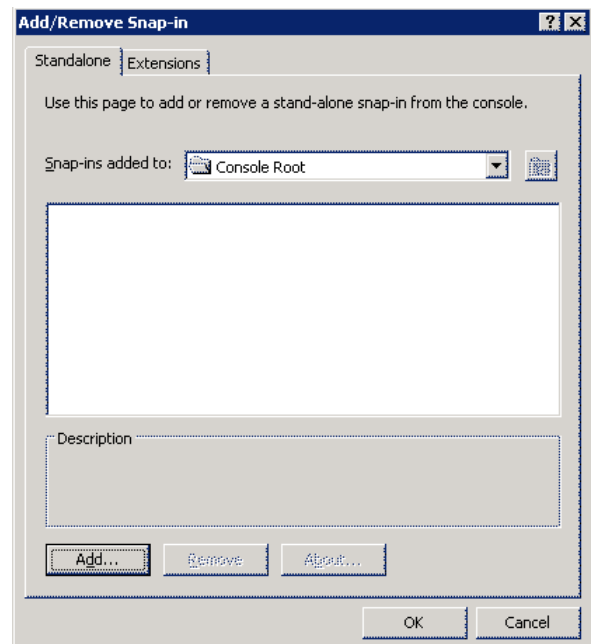 Add/Remove Snap-in
Standalone Extensions
Use this page to add or remove a stand-alone snap-in from the console.
Snap-ins added to: Console Root
Description
Add... Remove About...
OK Cancel